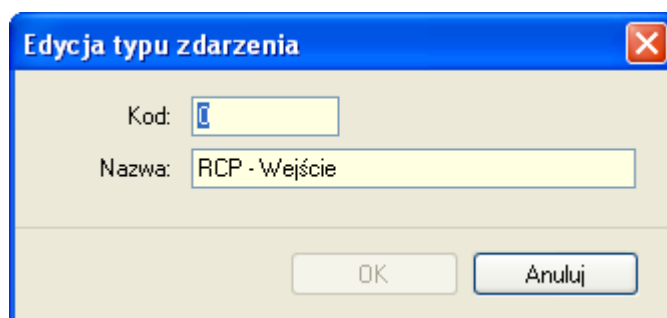 Edycja typu zdarzenia
Kod: 0
Nazwa: RCP - Wejście
OK Anuluj